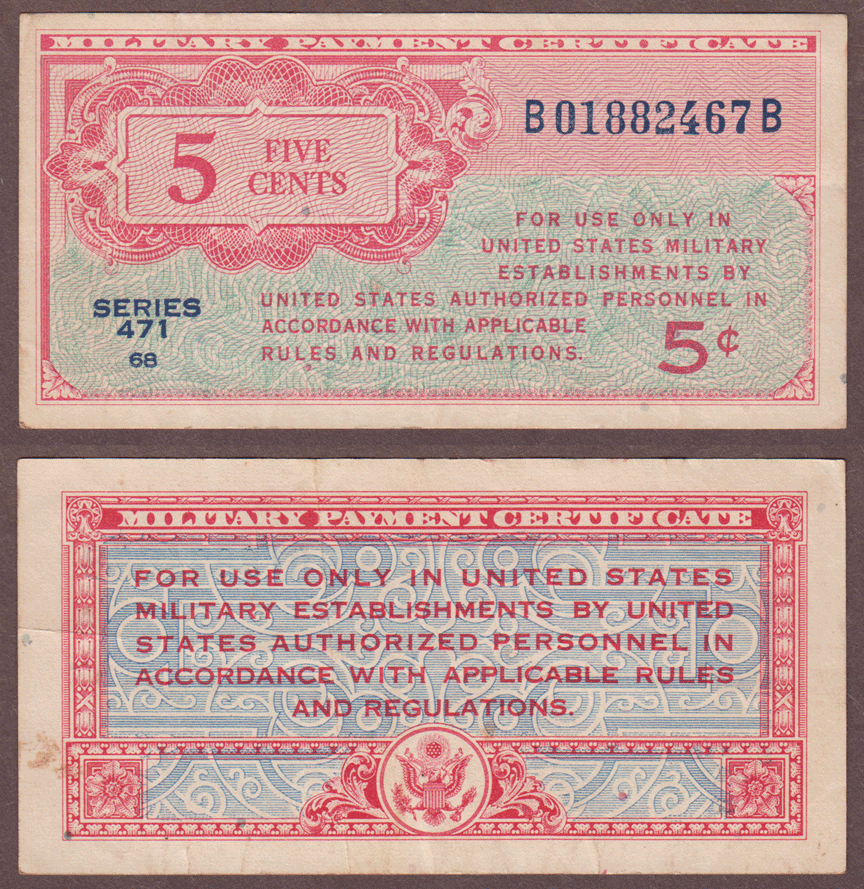 MILITARY PAYMENT CERTIFICATE
B01882467B
5 FIVE
CENTS
FOR USE ONLY IN
UNITED STATES MILITARY
ESTABLISHMENTS BY
UNITED STATES AUTHORIZED PERSONNEL IN
ACCORDANCE WITH APPLICABLE
RULES AND REGULATIONS.
SERIES
471
68
5¢
MILITARY PAYMENT CERTIFICATE
FOR USE ONLY IN UNITED STATES
MILITARY ESTABLISHMENTS BY UNITED
STATES AUTHORIZED PERSONNEL IN
ACCORDANCE WITH APPLICABLE RULES
AND REGULATIONS.